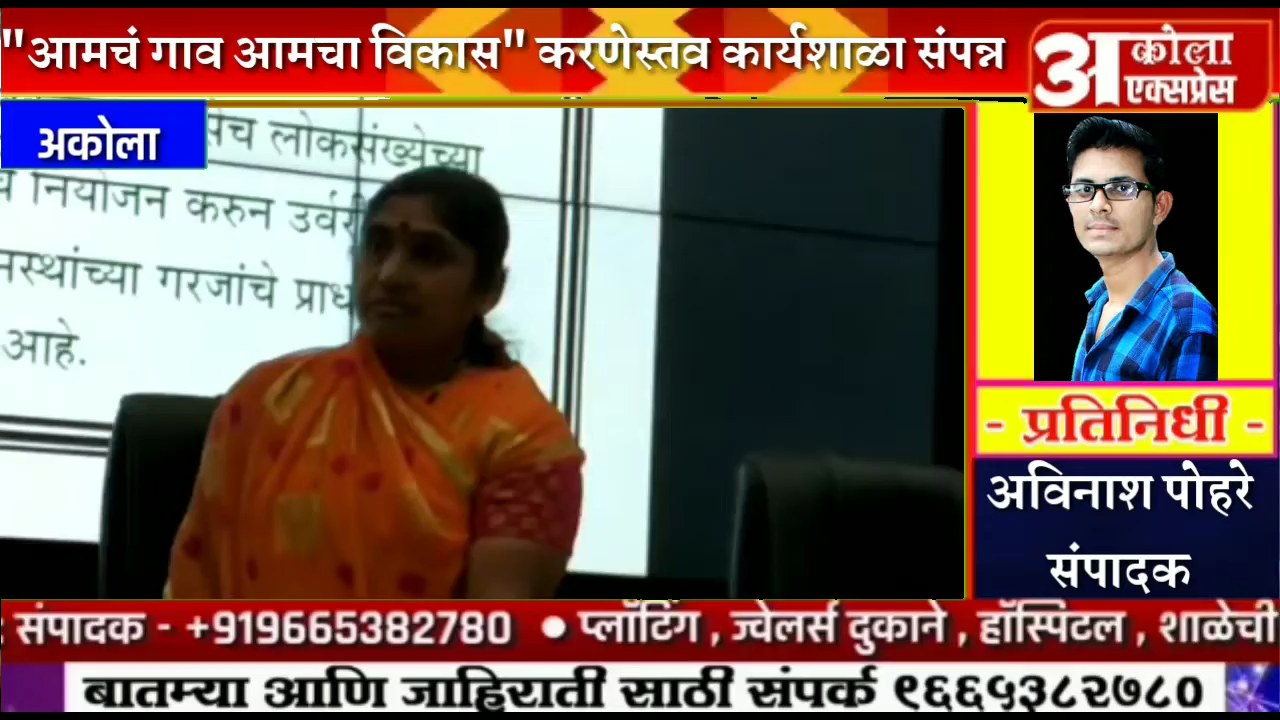 "आमचं गाव आमचा विकास" करणेस्तव कार्यशाळा संपन्न
अकोला
एक्सप्रेस
अकोला
लोकसंख्येच्या
नियोजन करुन
गरजांचे
आहे.
- प्रतिनिधी -
अविनाश पोहरे
संपादक
संपादक - +919665382780 ● प्लॉटिंग , ज्वेलर्स दुकाने , हॉस्पिटल , शाळेची
बातम्या आणि जाहिराती साठी संपर्क ९६६५३८२७८०